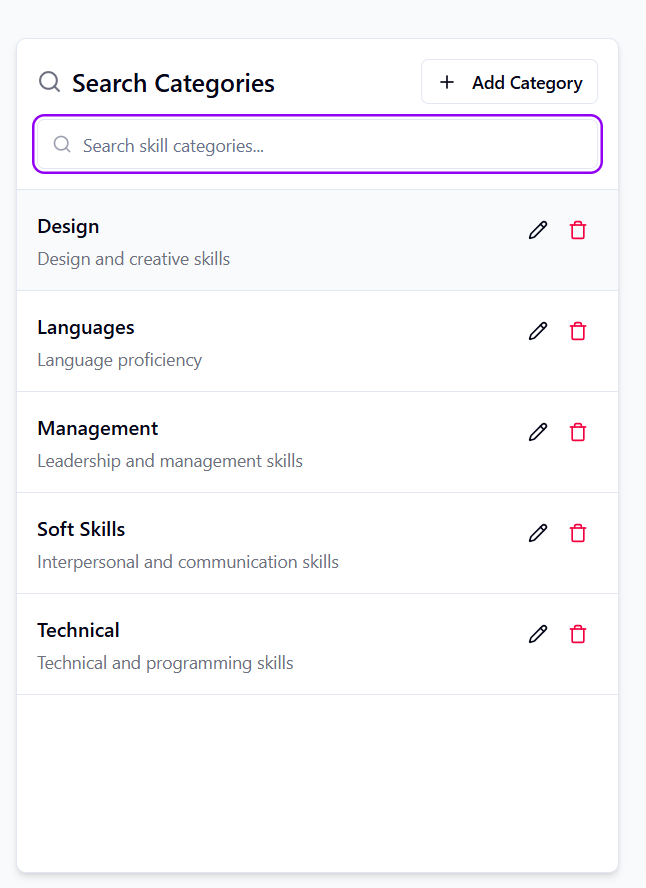 Search Categories
Add Category
Search skill categories...
Design
Design and creative skills
Languages
Language proficiency
Management
Leadership and management skills
Soft Skills
Interpersonal and communication skills
Technical
Technical and programming skills